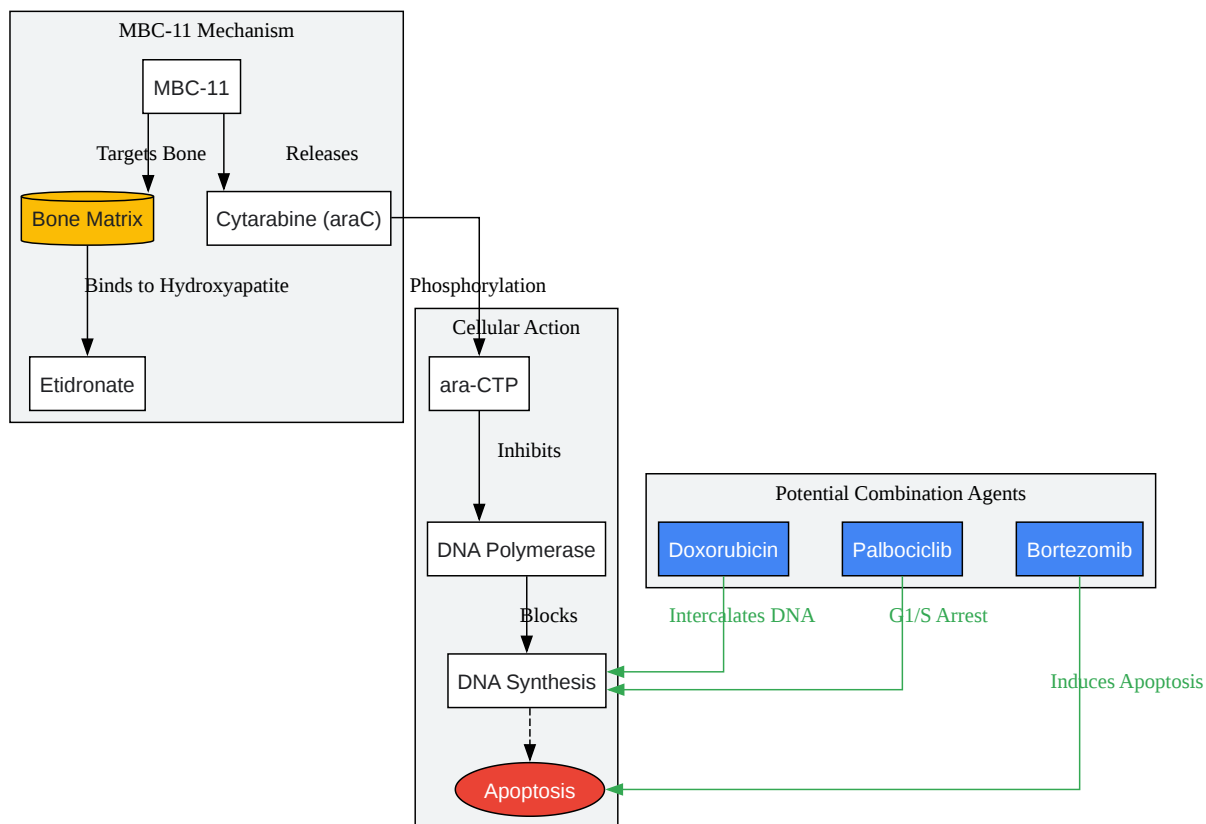 MBC-11 Mechanism
MBC-11
Targets Bone
Releases
Bone Matrix
Cytarabine (araC)
Binds to Hydroxyapatite
Phosphorylation
Etidronate
Cellular Action
ara-CTP
Inhibits
DNA Polymerase
Blocks
DNA Synthesis
Apoptosis
Potential Combination Agents
Doxorubicin
Palbociclib
Bortezomib
Intercalates DNA
G1/S Arrest
Induces Apoptosis